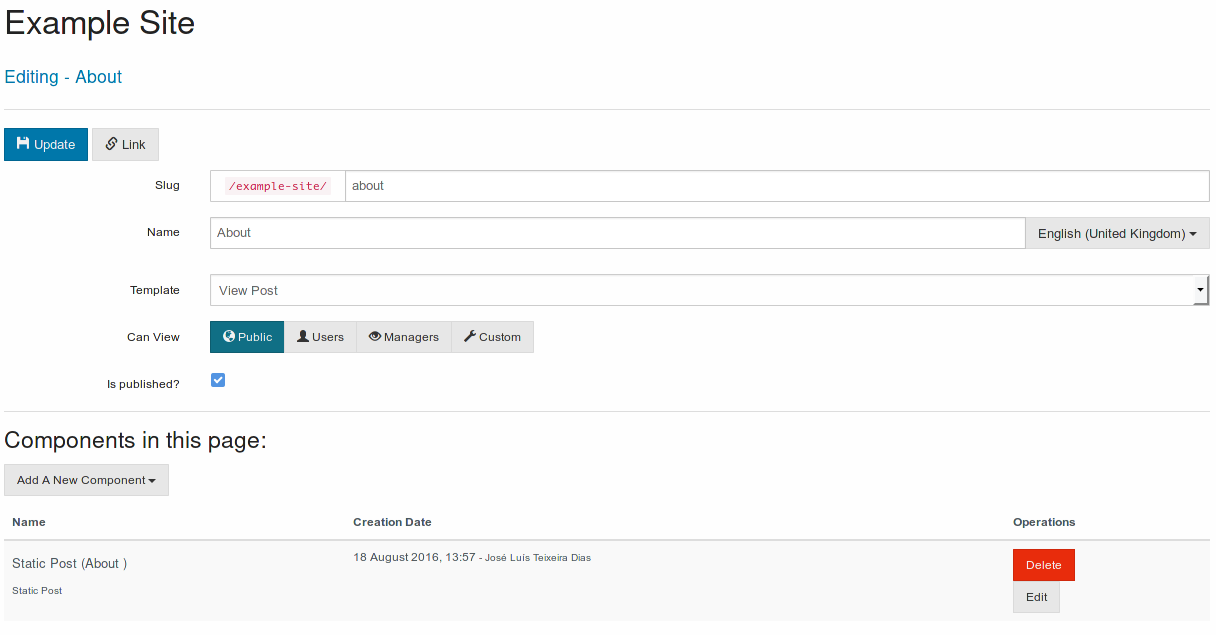 Example Site
Editing - About
Update Link
Slug /example-site/ about
Name About English (United Kingdom)
Template View Post
Can View Public Users Managers Custom
Is published?
Components in this page:
Add A New Component
Name Creation Date Operations
Static Post (About ) 18 August 2016, 13:57 - José Luís Teixeira Dias Delete
Static Post Edit